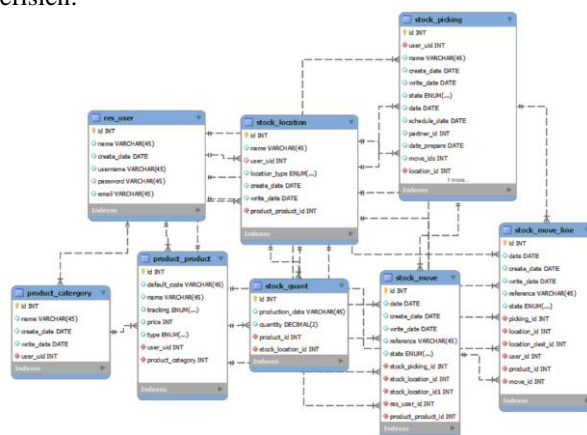 stock_picking
id INT
user_uid INT
name VARCHAR(45)
create_date DATE
write_date DATE
state ENUM(...)
date DATE
schedule_date DATE
partner_id INT
date_prepare DATE
move_ids INT
location_id INT
1 more...
Indexes
res_user
id INT
name VARCHAR(45)
create_date DATE
username VARCHAR(45)
password VARCHAR(45)
email VARCHAR(45)
Indexes
stock_location
id INT
name VARCHAR(45)
user_uid INT
location_type ENUM(...)
create_date DATE
write_date DATE
product_product_id INT
Indexes
stock_move_line
id INT
date DATE
create_date DATE
write_date DATE
reference VARCHAR(45)
state ENUM(...)
picking_id INT
location_id INT
location_dest_id INT
user_id INT
product_id INT
move_id INT
Indexes
product_catergory
id INT
name VARCHAR(45)
create_date DATE
write_date DATE
user_uid INT
Indexes
product_product
id INT
default_code VARCHAR(45)
name VARCHAR(45)
tracking ENUM(...)
price INT
type ENUM(...)
user_uid INT
product_category INT
Indexes
stock_quant
id INT
production_date VARCHAR(45)
quantity DECIMAL(2)
product_id INT
stock_location_id INT
Indexes
stock_move
id INT
date DATE
create_date DATE
write_date DATE
reference VARCHAR(45)
state ENUM(...)
stock_picking_id INT
stock_location_id INT
stock_location_id1 INT
res_user_id INT
product_product_id INT
Indexes